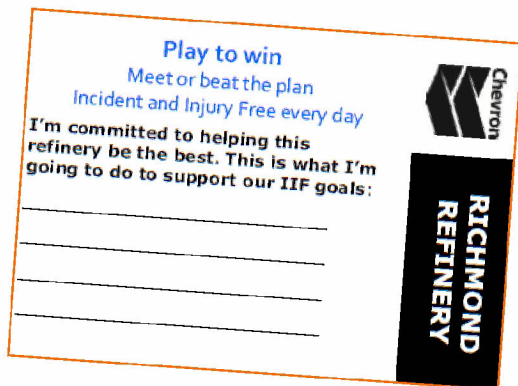 Play to win
Meet or beat the plan
Incident and Injury Free every day
I'm committed to helping this
refinery be the best. This is what I'm
going to do to support our IIF goals:
Chevron
RICHMOND
REFINERY